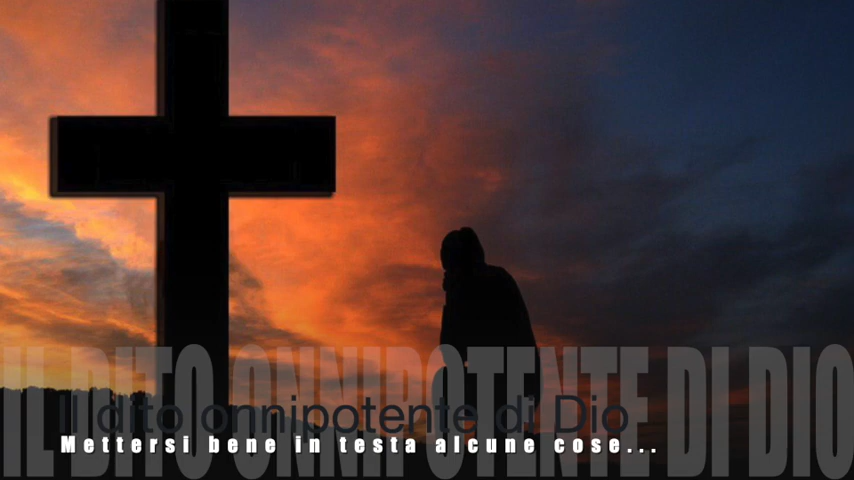 IL DITO ONNIPOTENTE DI DIO
Il dito onnipotente di Dio
Mettersi bene in testa alcune cose...